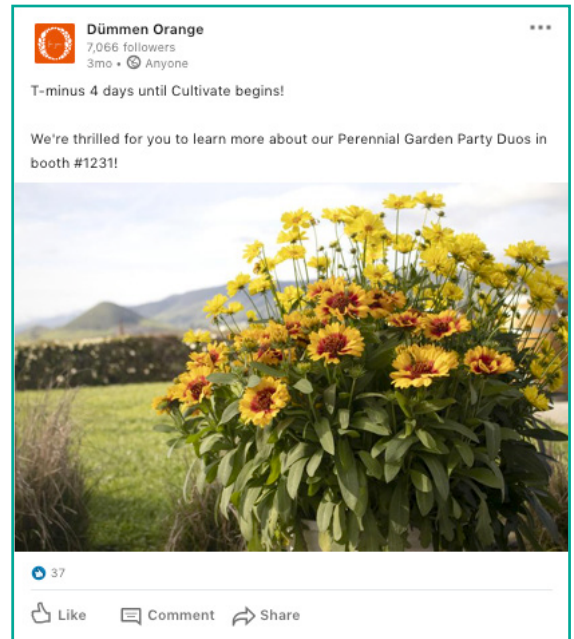 Dümmen Orange
7,066 followers
3mo • Anyone
T-minus 4 days until Cultivate begins!
We're thrilled for you to learn more about our Perennial Garden Party Duos in
booth #1231!
37
Like Comment Share